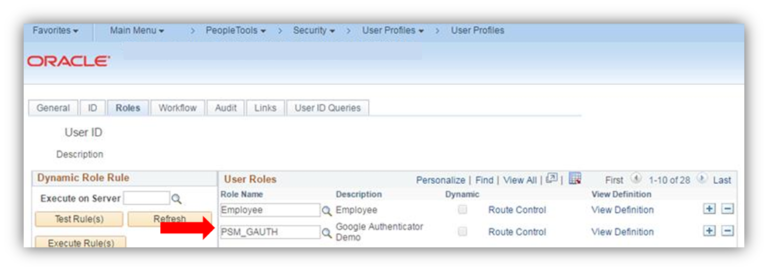 Favorites Main Menu > PeopleTools > Security > User Profiles > User Profiles
ORACLE
General ID Roles Workflow Audit Links User ID Queries
User ID
Description
Dynamic Role Rule
Execute on Server
Test Rule(s) Refresh
Execute Rule(s)
User Roles Personalize | Find | View All | | First 1-10 of 28 Last
Role Name Description Dynamic View Definition
Employee Employee Route Control View Definition
PSM_GAUTH Google Authenticator Demo Route Control View Definition